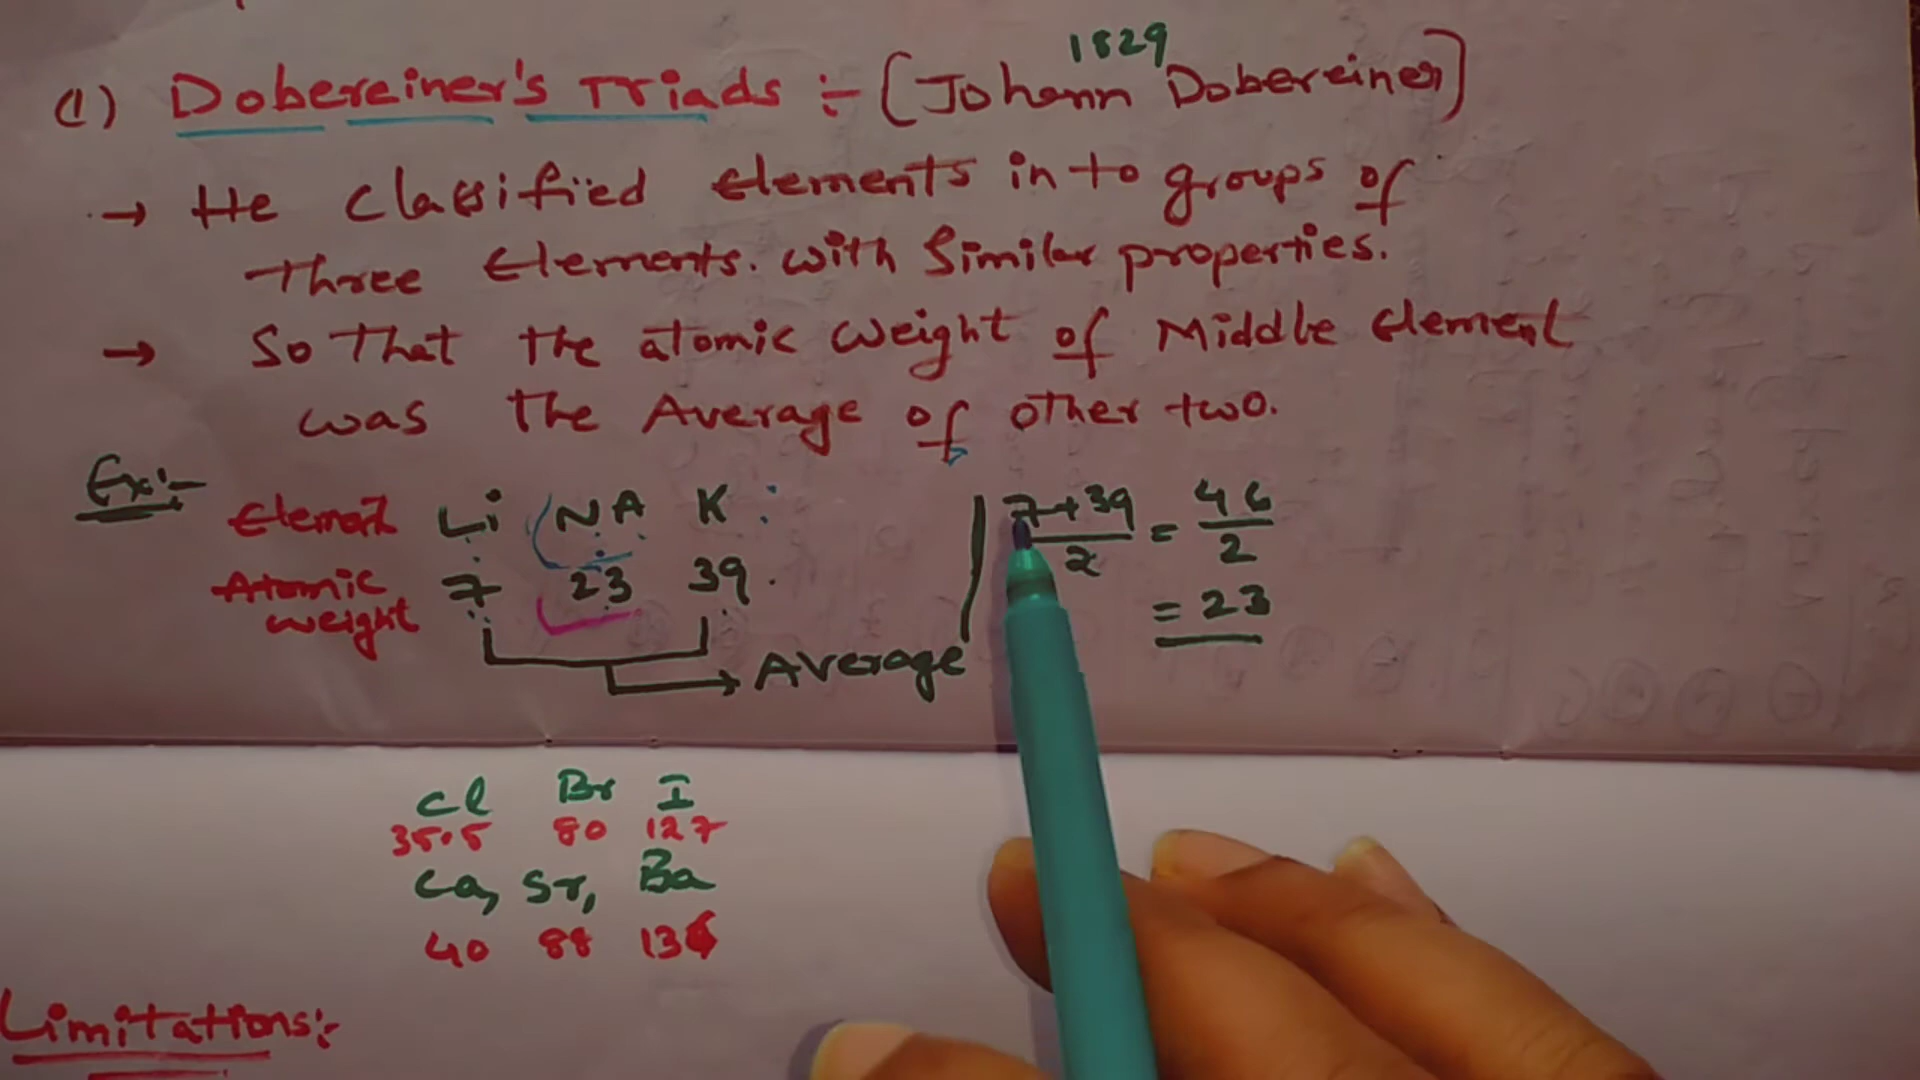 1829
(1) Dobereiner's Triads :- [Johann Dobereiner]
→ He classified Elements in to groups of
Three Elements. with Similar properties.
→ So That the atomic weight of Middle element
was the Average of other two.
Ex:- Element Li NA K : 7+39/2 = 46/2
Atomic weight 7 23 39 . = 23
Average
Cl Br I
35.5 80 127
Ca, Sr, Ba
40 88 136
Limitations:-